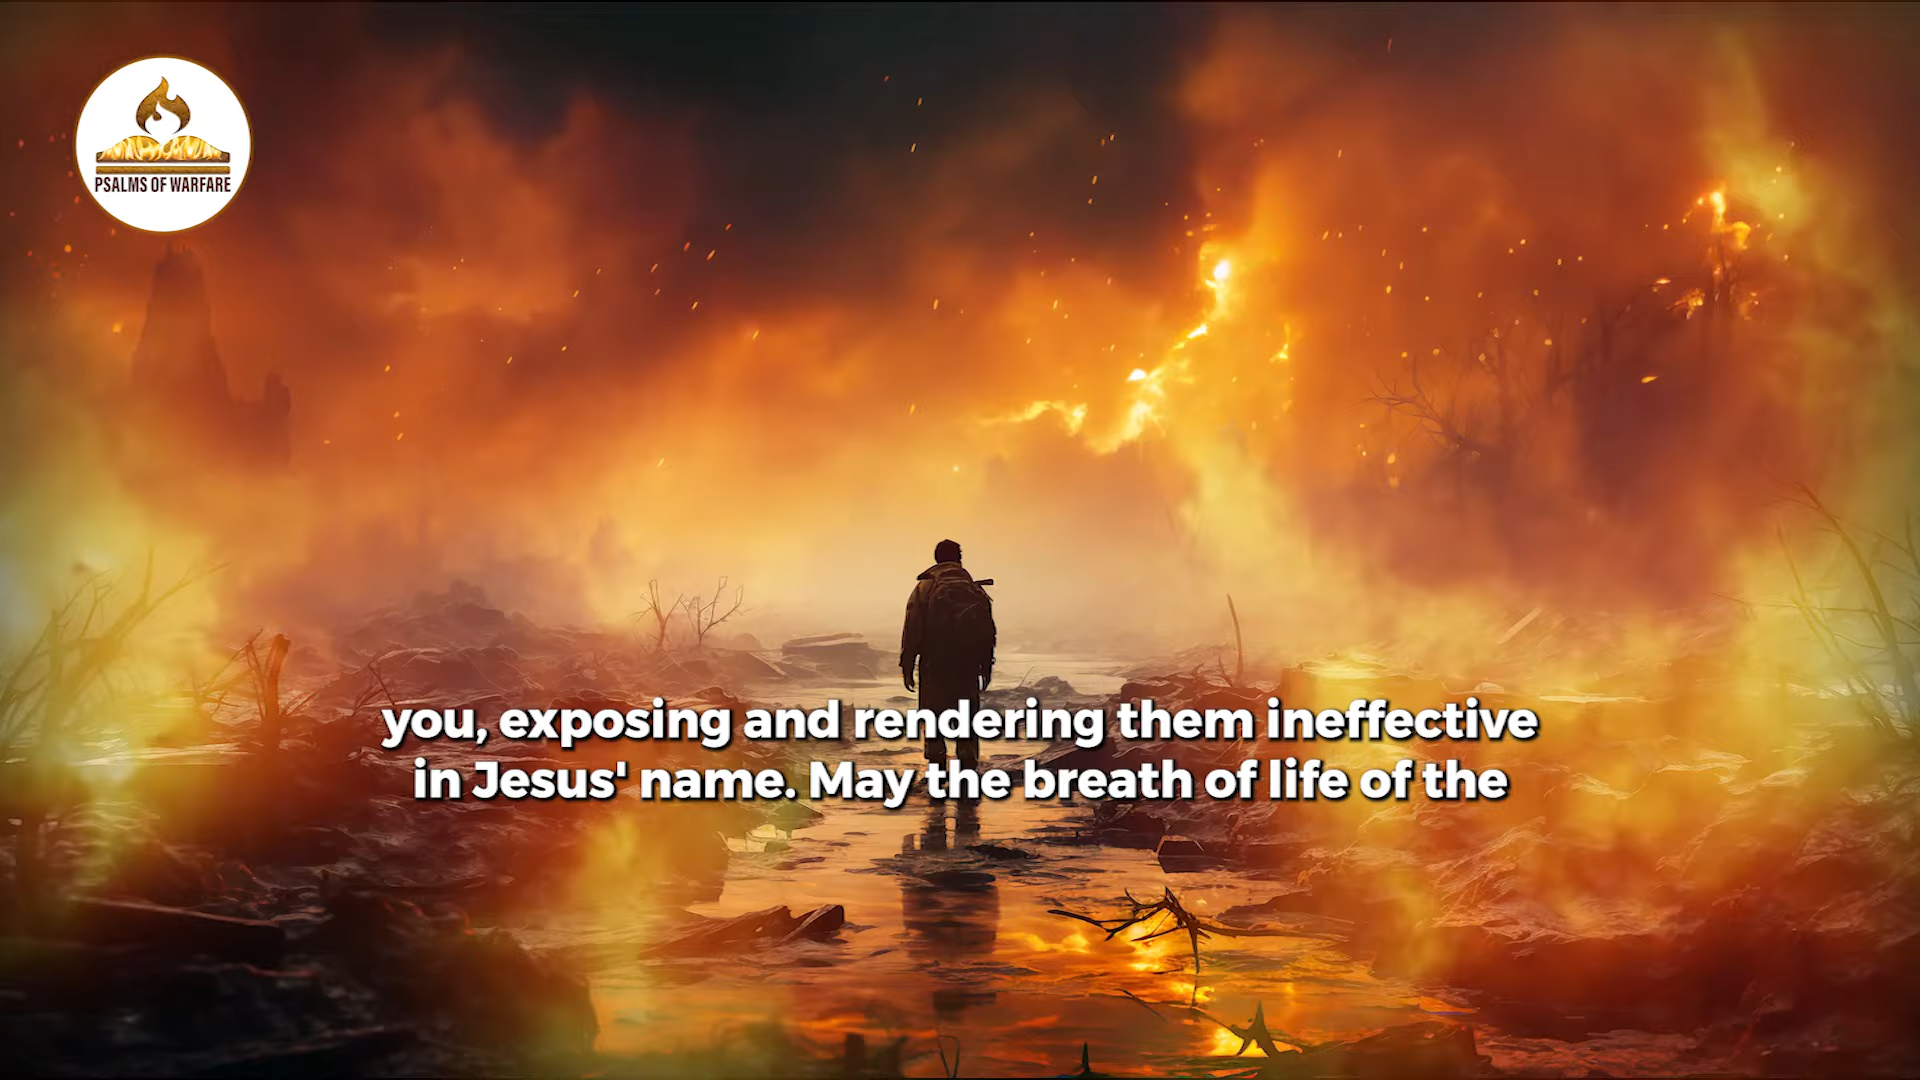 PSALMS OF WARFARE
you, exposing and rendering them ineffective
in Jesus' name. May the breath of life of the